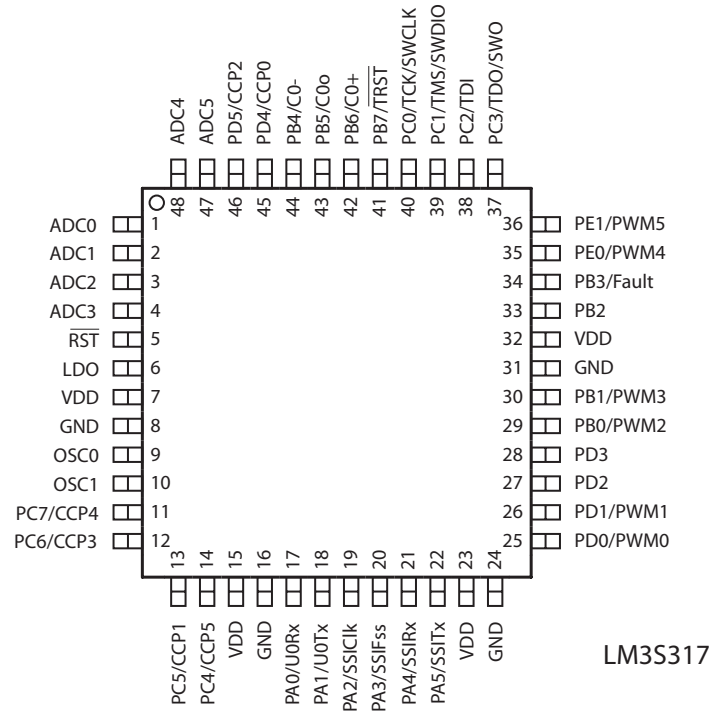 ADC4
ADC5
PD5/CCP2
PD4/CCP0
PB4/C0-
PB5/C0o
PB6/C0+
PB7/TRST
PC0/TCK/SWCLK
PC1/TMS/SWDIO
PC2/TDI
PC3/TDO/SWO
48
47
46
45
44
43
42
41
40
39
38
37
ADC0 1
ADC1 2
ADC2 3
ADC3 4
RST 5
LDO 6
VDD 7
GND 8
OSC0 9
OSC1 10
PC7/CCP4 11
PC6/CCP3 12
36 PE1/PWM5
35 PE0/PWM4
34 PB3/Fault
33 PB2
32 VDD
31 GND
30 PB1/PWM3
29 PB0/PWM2
28 PD3
27 PD2
26 PD1/PWM1
25 PD0/PWM0
13
14
15
16
17
18
19
20
21
22
23
24
PC5/CCP1
PC4/CCP5
VDD
GND
PA0/U0Rx
PA1/U0Tx
PA2/SSIClk
PA3/SSIFss
PA4/SSIRx
PA5/SSITx
VDD
GND
LM3S317